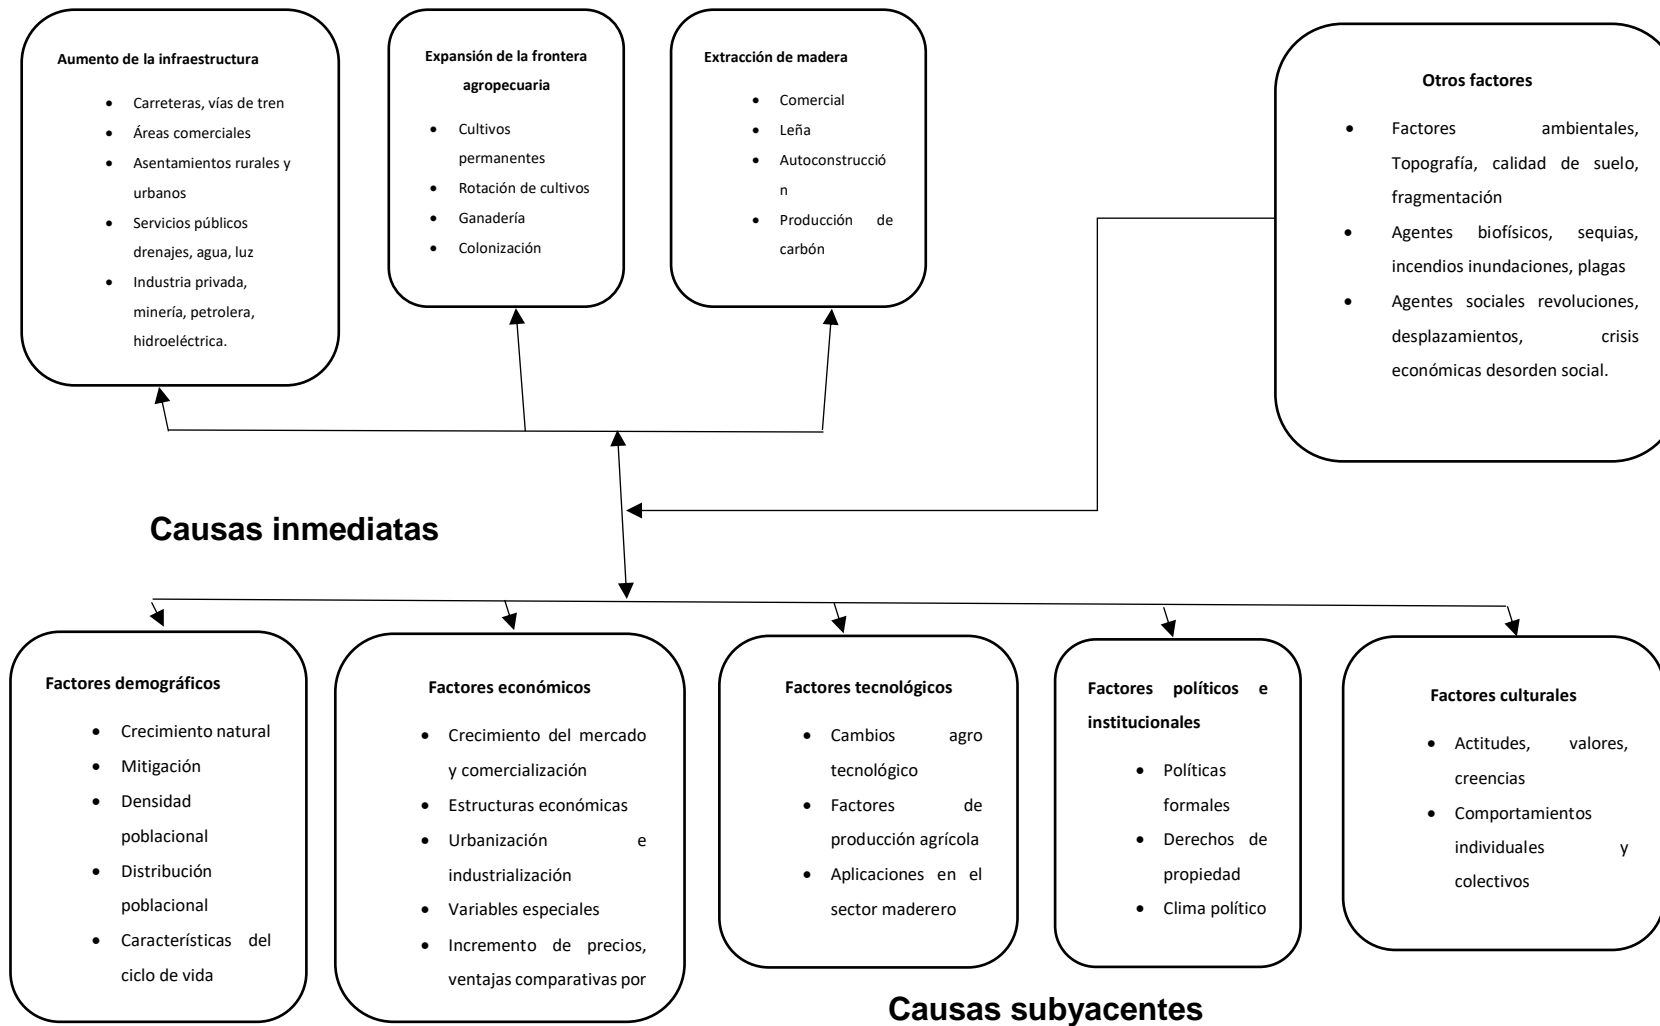 Aumento de la infraestructura
• Carreteras, vías de tren
• Áreas comerciales
• Asentamientos rurales y
urbanos
• Servicios públicos
drenajes, agua, luz
• Industria privada,
minería, petrolera,
hidroeléctrica.
Expansión de la frontera
agropecuaria
• Cultivos
permanentes
• Rotación de cultivos
• Ganadería
• Colonización
Extracción de madera
• Comercial
• Leña
• Autoconstrucció
n
• Producción de
carbón
Otros factores
• Factores ambientales,
Topografía, calidad de suelo,
fragmentación
• Agentes biofísicos, sequias,
incendios inundaciones, plagas
• Agentes sociales revoluciones,
desplazamientos, crisis
económicas desorden social.
Causas inmediatas
Factores demográficos
• Crecimiento natural
• Mitigación
• Densidad
poblacional
• Distribución
poblacional
• Características del
ciclo de vida
Factores económicos
• Crecimiento del mercado
y comercialización
• Estructuras económicas
• Urbanización e
industrialización
• Variables especiales
• Incremento de precios,
ventajas comparativas por
Factores tecnológicos
• Cambios agro
tecnológico
• Factores de
producción agrícola
• Aplicaciones en el
sector maderero
Factores políticos e
institucionales
• Políticas
formales
• Derechos de
propiedad
• Clima político
Factores culturales
• Actitudes, valores,
creencias
• Comportamientos
individuales y
colectivos
Causas subyacentes